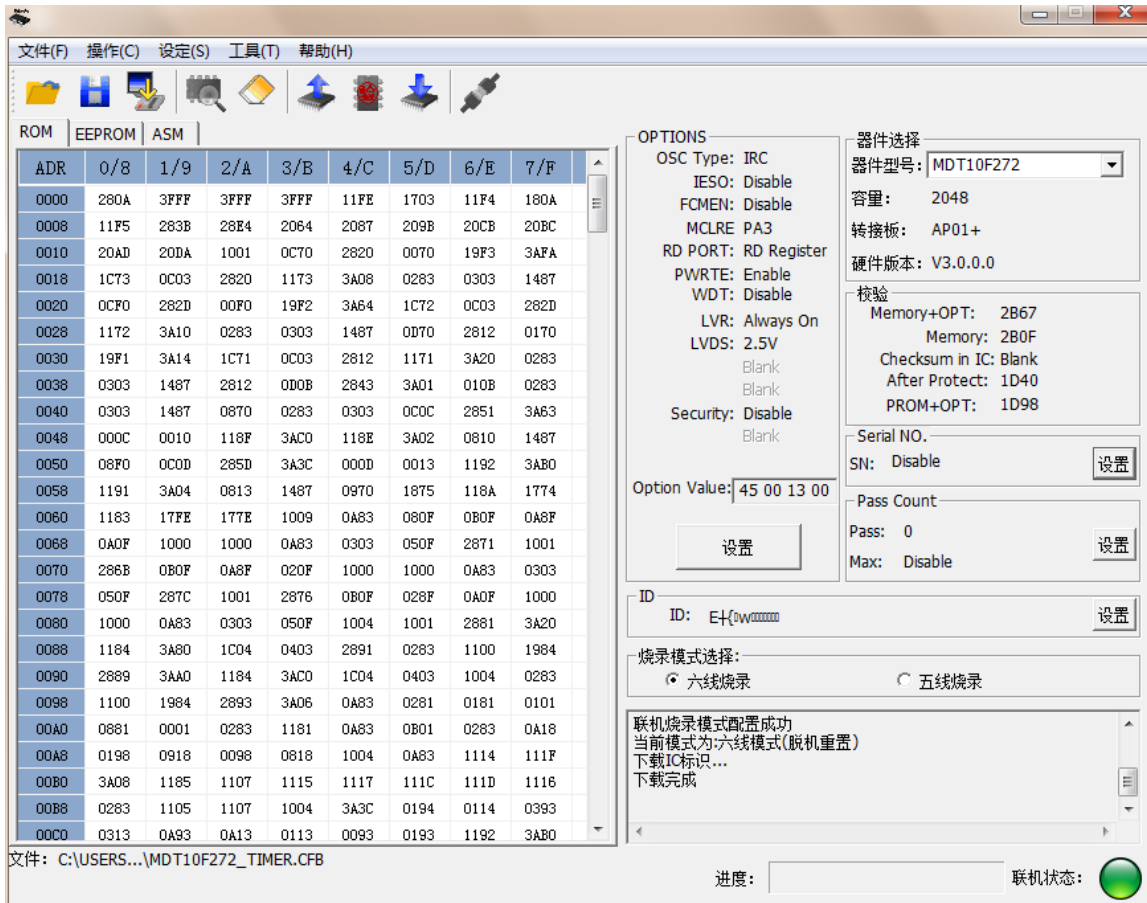 文件(F) 操作(C) 设定(S) 工具(T) 帮助(H)
ROM EEPROM ASM
ADR 0/8 1/9 2/A 3/B 4/C 5/D 6/E 7/F
0000 280A 3FFF 3FFF 3FFF 11FE 1703 11F4 180A
0008 11F5 283B 28E4 2064 2087 209B 20CB 20BC
0010 20AD 20DA 1001 0C70 2820 0070 19F3 3AFA
0018 1C73 0C03 2820 1173 3A08 0283 0303 1487
0020 0CF0 282D 00F0 19F2 3A64 1C72 0C03 282D
0028 1172 3A10 0283 0303 1487 0D70 2812 0170
0030 19F1 3A14 1C71 0C03 2812 1171 3A20 0283
0038 0303 1487 2812 0D0B 2843 3A01 010B 0283
0040 0303 1487 0870 0283 0303 0C0C 2851 3A63
0048 000C 0010 118F 3AC0 118E 3A02 0810 1487
0050 08F0 0C0D 285D 3A3C 000D 0013 1192 3AB0
0058 1191 3A04 0813 1487 0970 1875 118A 1774
0060 1183 17FE 177E 1009 0A83 080F 0B0F 0A8F
0068 0A0F 1000 1000 0A83 0303 050F 2871 1001
0070 286B 0B0F 0A8F 020F 1000 1000 0A83 0303
0078 050F 287C 1001 2876 0B0F 028F 0A0F 1000
0080 1000 0A83 0303 050F 1004 1001 2881 3A20
0088 1184 3A80 1C04 0403 2891 0283 1100 1984
0090 2889 3AA0 1184 3AC0 1C04 0403 1004 0283
0098 1100 1984 2893 3A06 0A83 0281 0181 0101
00A0 0881 0001 0283 1181 0A83 0B01 0283 0A18
00A8 0198 0918 0098 0818 1004 0A83 1114 111F
00B0 3A08 1185 1107 1115 1117 111C 111D 1116
00B8 0283 1105 1107 1004 3A3C 0194 0114 0393
00C0 0313 0A93 0A13 0113 0093 0193 1192 3AB0
文件: C:\USERS...\MDT10F272_TIMER.CFB
OPTIONS
OSC Type: IRC
IESO: Disable
FCMEN: Disable
MCLRE PA3
RD PORT: RD Register
PWRTE: Enable
WDT: Disable
LVR: Always On
LVDS: 2.5V
Blank
Blank
Security: Disable
Blank
Option Value: 45 00 13 00
设置
器件选择
器件型号: MDT10F272
容量: 2048
转接板: AP01+
硬件版本: V3.0.0.0
校验
Memory+OPT: 2B67
Memory: 2B0F
Checksum in IC: Blank
After Protect: 1D40
PROM+OPT: 1D98
Serial NO.
SN: Disable 设置
Pass Count
Pass: 0
Max: Disable
设置
ID
ID: 设置
烧录模式选择:
六线烧录 五线烧录
联机烧录模式配置成功
当前模式为:六线模式(脱机重置)
下载IC标识...
下载完成
进度: 联机状态: